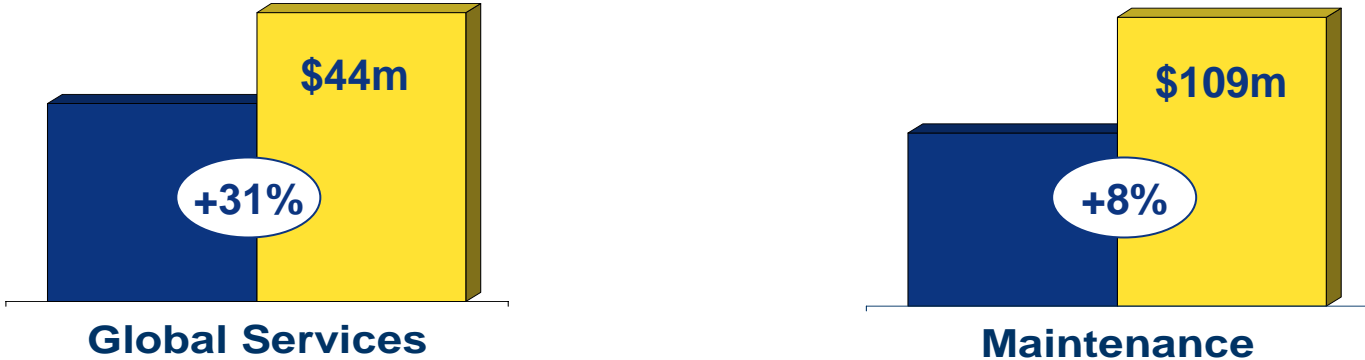 $44m
+31%
Global Services
$109m
+8%
Maintenance